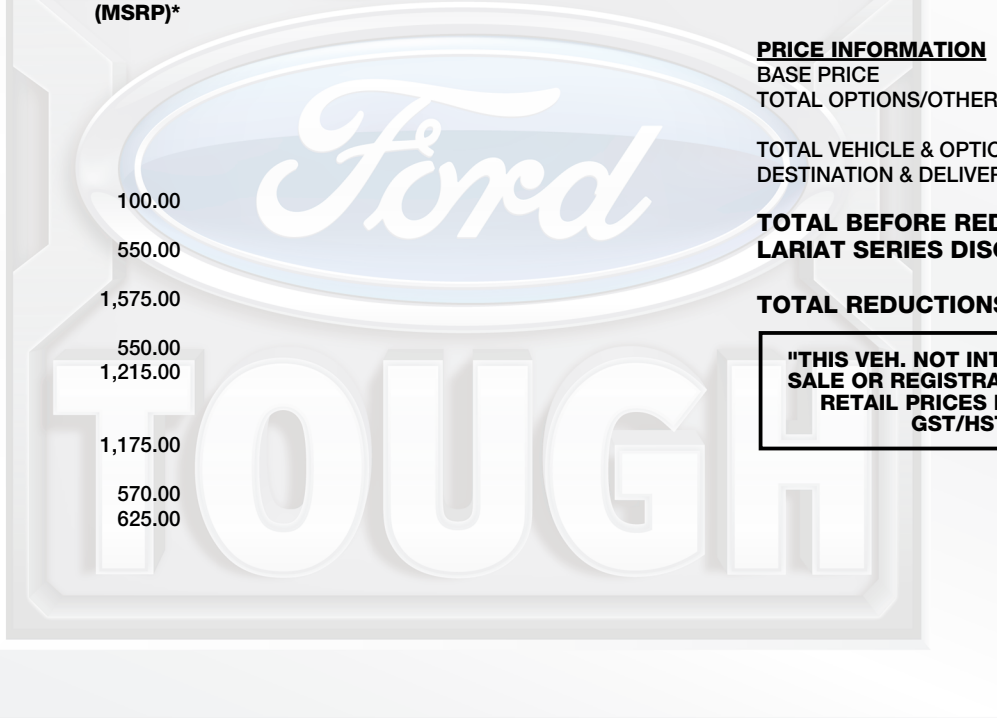 (MSRP)*
100.00
550.00
1,575.00
550.00
1,215.00
1,175.00
570.00
625.00
Ford
TOUGH
PRICE INFORMATION
BASE PRICE
TOTAL OPTIONS/OTHER
TOTAL VEHICLE & OPTIO
DESTINATION & DELIVER
TOTAL BEFORE RED
LARIAT SERIES DISC
TOTAL REDUCTIONS
"THIS VEH. NOT INT
SALE OR REGISTRA
RETAIL PRICES
GST/HST